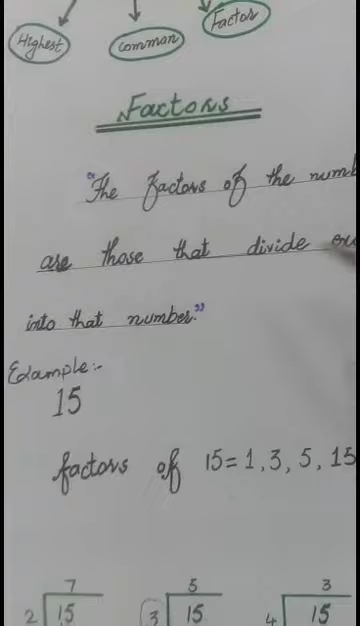 Highest Common Factor
Factors
"The factors of the
are those that divide
into that number."
Example:-
15
factors of 15 = 1, 3, 5, 15
7 5 3
2 15 3 15 4 15